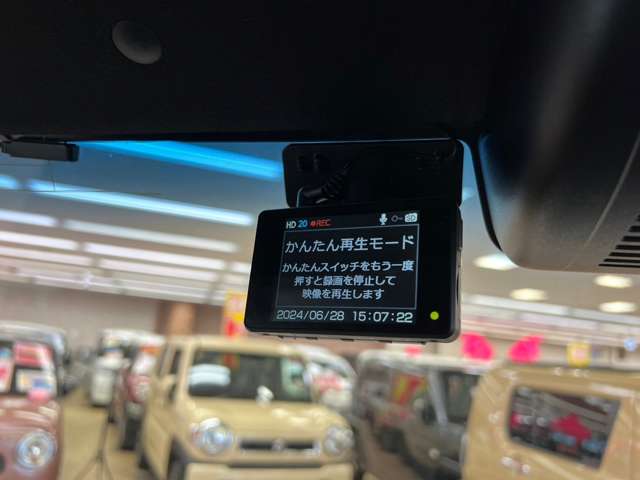 HD 20 ●REC SD
かんたん再生モード
かんたんスイッチをもう一度
押すと録画を停止して
映像を再生します
2024/06/28 15:07:22